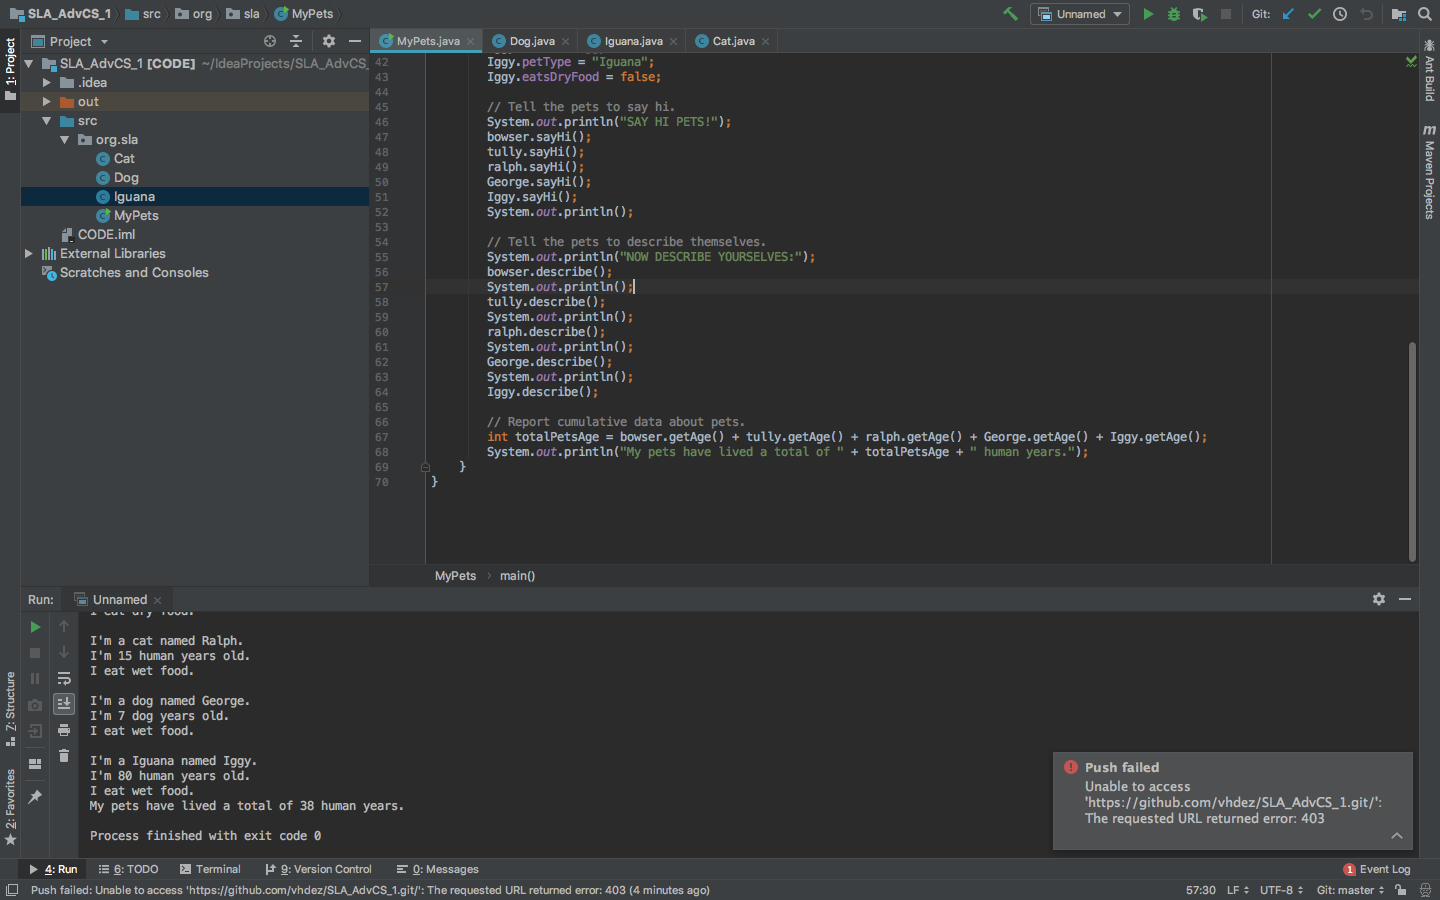 SLA_AdvCS_1 src org sla MyPets
Unnamed Git:
1: Project
Project
MyPets.java Dog.java Iguana.java Cat.java
SLA_AdvCS_1 [CODE] ~/IdeaProjects/SLA_AdvCS_
.idea
out
src
org.sla
Cat
Dog
Iguana
MyPets
CODE.iml
External Libraries
Scratches and Consoles
42 Iggy.petType = "Iguana";
43 Iggy.eatsDryFood = false;
44
45 // Tell the pets to say hi.
46 System.out.println("SAY HI PETS!");
47 bowser.sayHi();
48 tully.sayHi();
49 ralph.sayHi();
50 George.sayHi();
51 Iggy.sayHi();
52 System.out.println();
53
54 // Tell the pets to describe themselves.
55 System.out.println("NOW DESCRIBE YOURSELVES:");
56 bowser.describe();
57 System.out.println();
58 tully.describe();
59 System.out.println();
60 ralph.describe();
61 System.out.println();
62 George.describe();
63 System.out.println();
64 Iggy.describe();
65
66 // Report cumulative data about pets.
67 int totalPetsAge = bowser.getAge() + tully.getAge() + ralph.getAge() + George.getAge() + Iggy.getAge();
68 System.out.println("My pets have lived a total of " + totalPetsAge + " human years.");
69 }
70 }
MyPets main()
Ant Build
m Maven Projects
Run: Unnamed
I eat dry food.
I'm a cat named Ralph.
I'm 15 human years old.
I eat wet food.
I'm a dog named George.
I'm 7 dog years old.
I eat wet food.
I'm a Iguana named Iggy.
I'm 80 human years old.
I eat wet food.
My pets have lived a total of 38 human years.
Process finished with exit code 0
Z: Structure
2: Favorites
Push failed
Unable to access
'https://github.com/vhdez/SLA_AdvCS_1.git/':
The requested URL returned error: 403
4: Run 6: TODO Terminal 9: Version Control 0: Messages 1 Event Log
Push failed: Unable to access 'https://github.com/vhdez/SLA_AdvCS_1.git/': The requested URL returned error: 403 (4 minutes ago) 57:30 LF UTF-8 Git: master